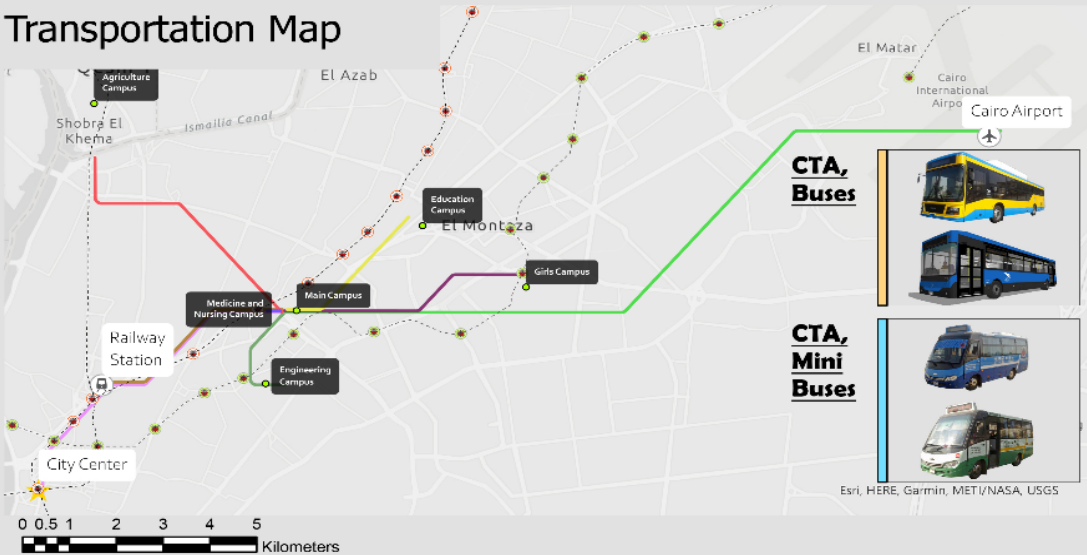 Transportation Map
El Matar
El Azab
Agriculture
Campus
Cairo
International
Airpo
Cairo Airport
Shobra El
Khema
Ismailia Canal
CTA,
Buses
Education
Campus
El Montaza
Girls Campus
Main Campus
Medicine and
Nursing Campus
Railway
Station
CTA,
Mini
Buses
Engineering
Campus
City Center
Esri, HERE, Garmin, METI/NASA, USGS
0 0.5 1 2 3 4 5
Kilometers